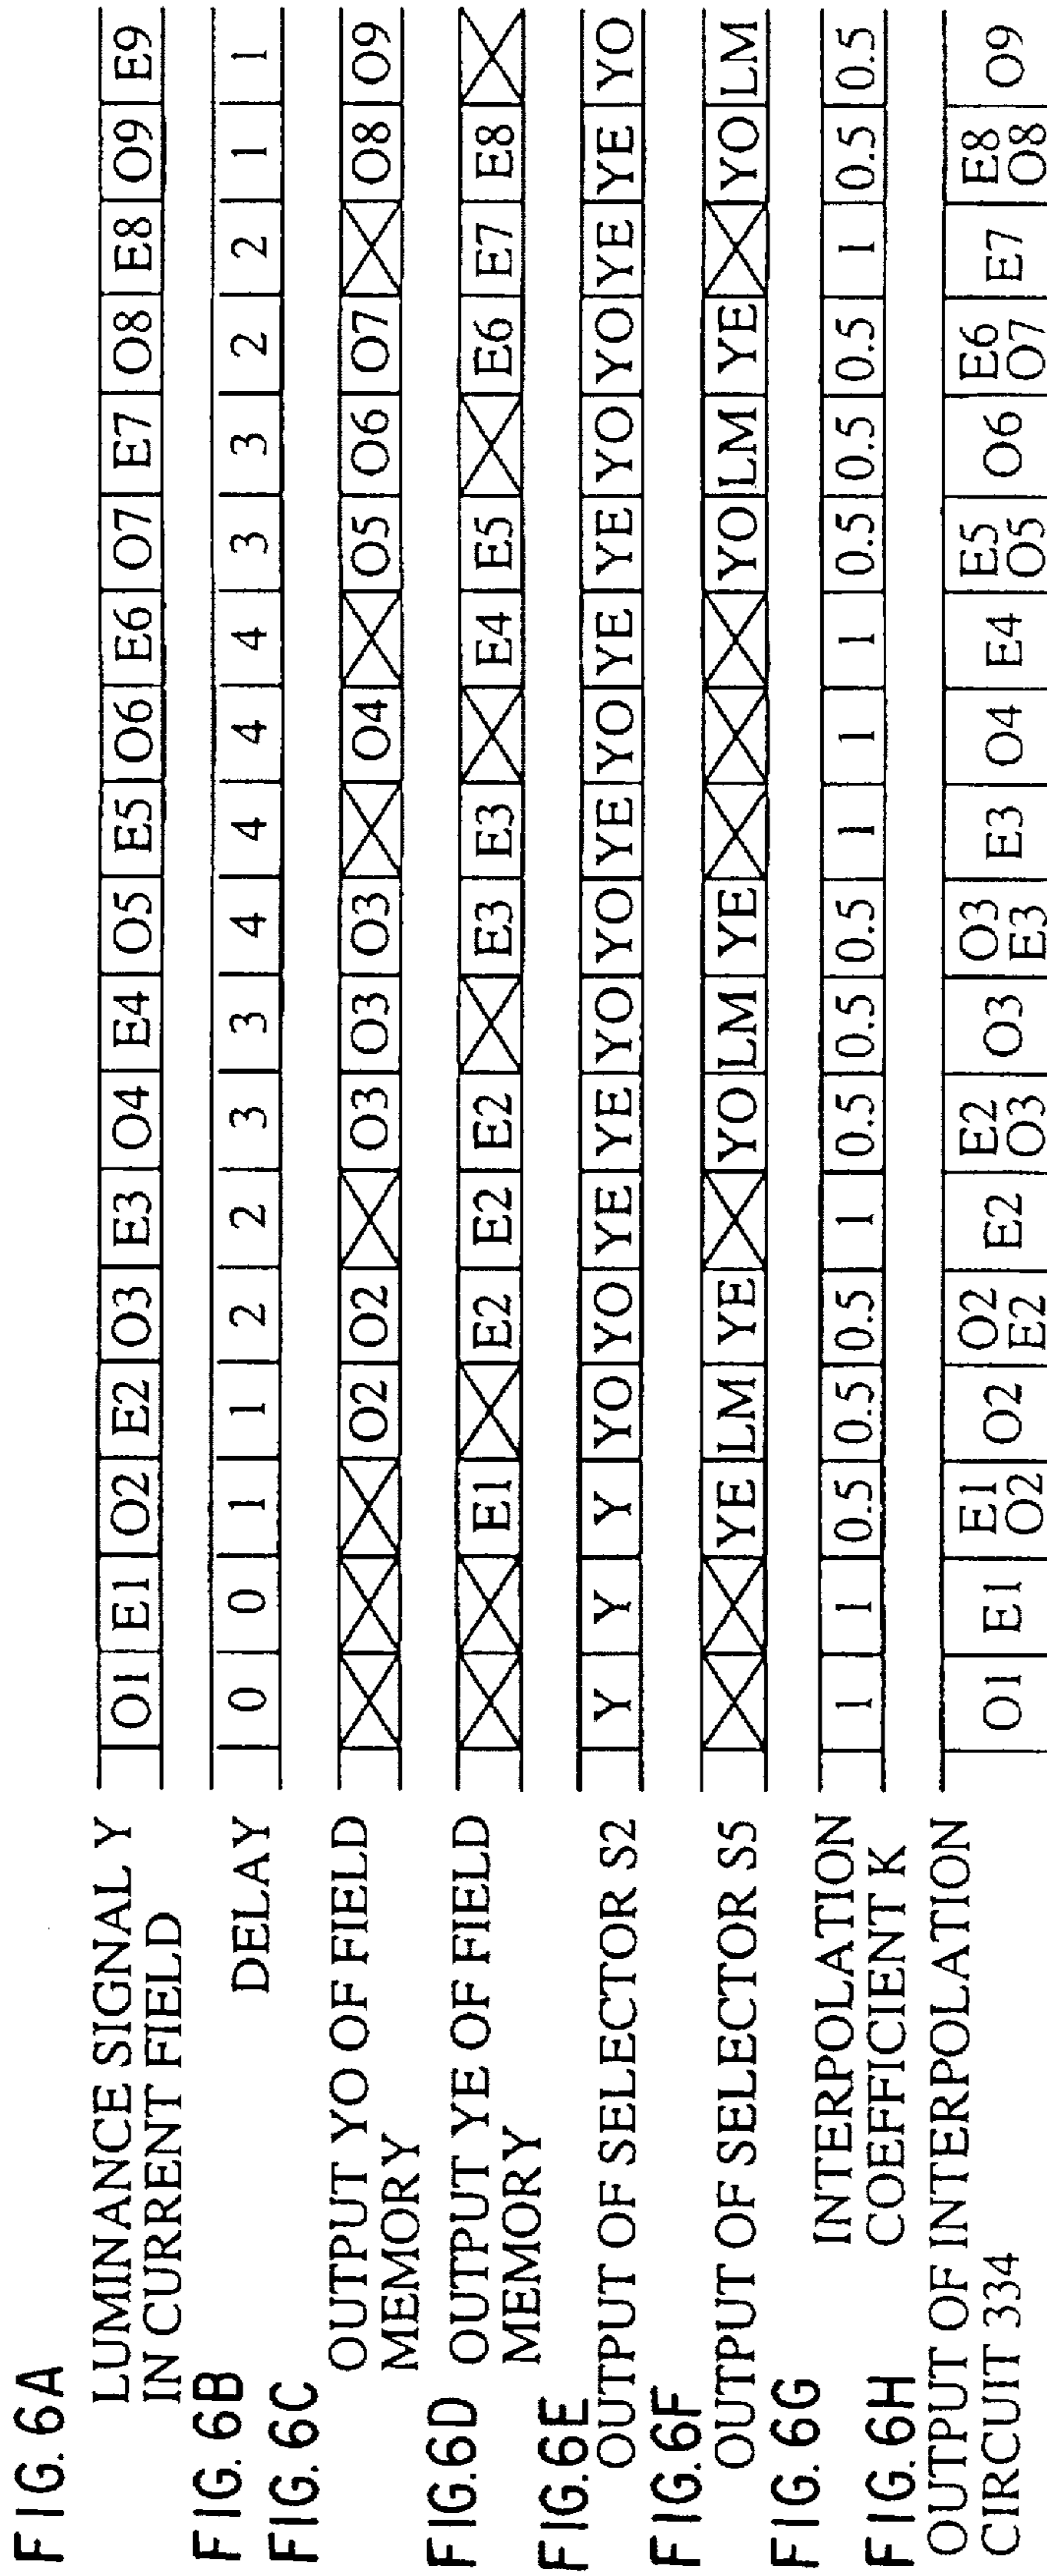 FIG. 6A
LUMINANCE SIGNAL Y
IN CURRENT FIELD
O1 E1 O2 E2 O3 E3 O4 E4 O5 E5 O6 E6 O7 E7 O8 E8 O9 E9
FIG. 6B
DELAY
0 0 1 1 2 2 3 3 4 4 4 4 3 3 2 2 1 1
FIG. 6C
OUTPUT YO OF FIELD
MEMORY
O2 O2 O3 O3 O3 O4 O5 O6 O7 O8 O9
FIG. 6D
OUTPUT YE OF FIELD
MEMORY
E1 E2 E2 E2 E3 E3 E4 E5 E6 E7 E8
FIG. 6E
OUTPUT OF SELECTOR S2
Y Y Y YO YO YE YE YO YO YE YO YE YE YO YO YE YE YO
FIG. 6F
OUTPUT OF SELECTOR S5
YE LM YE YO LM YE YO LM YE YO LM
FIG. 6G
INTERPOLATION
COEFFICIENT K
1 1 0.5 0.5 0.5 1 0.5 0.5 0.5 1 1 1 0.5 0.5 0.5 1 0.5 0.5
FIG. 6H
OUTPUT OF INTERPOLATION
CIRCUIT 334
O1 E1 E1 O2 O2 E2 E2 O3 O3 E3 O4 E4 E5 O6 E6 E7 E8 O9
O2 E2 O3 E3 O5 O7 O8